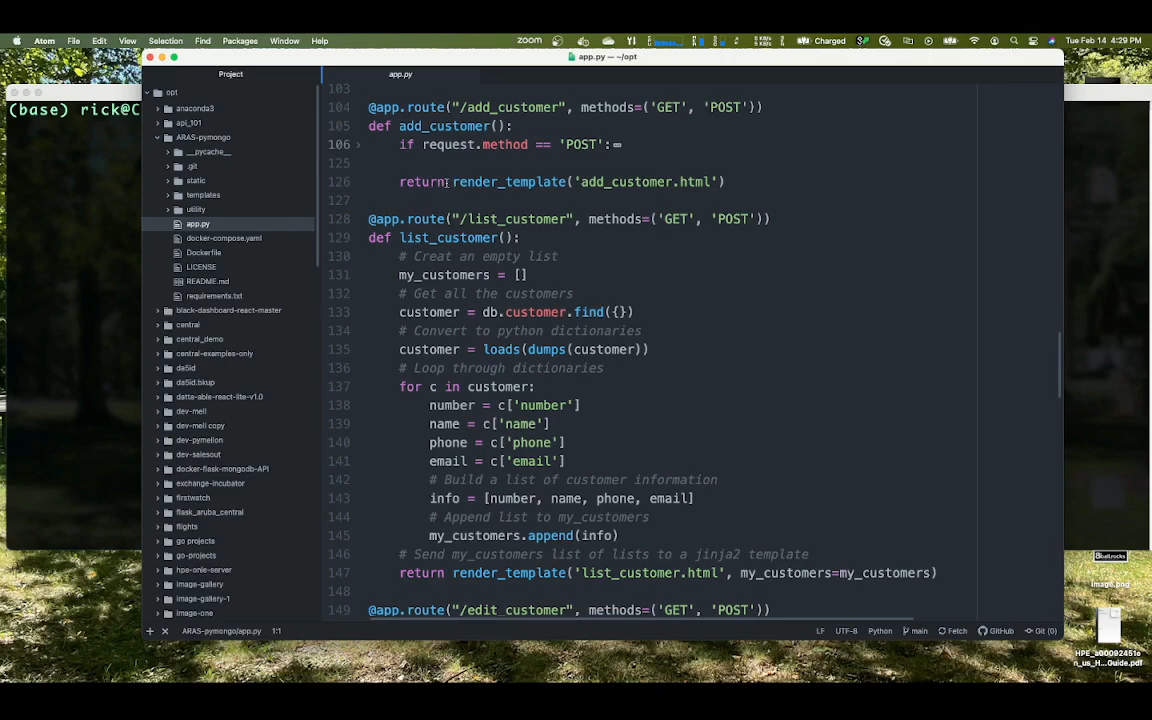 Atom File Edit View Selection Find Packages Window Help
zoom
Charged
Tue Feb 14 4:29 PM
app.py — ~/opt
(base) rick@C
Project
opt
anaconda3
api_101
ARAS-pymongo
__pycache__
.git
static
templates
utility
app.py
docker-compose.yaml
Dockerfile
LICENSE
README.md
requirements.txt
black-dashboard-react-master
central
central_demo
central-examples-only
da5id
da5id.bkup
datta-able-react-lite-v1.0
dev-mell
dev-mell copy
dev-pymelion
dev-salesout
docker-flask-mongodb-API
exchange-incubator
firstwatch
flask_aruba_central
flights
go projects
go-projects
hpe-onle-server
image-gallery
image-gallery-1
image-one
app.py
103
104 @app.route("/add_customer", methods=('GET', 'POST'))
105 def add_customer():
106 if request.method == 'POST':
125
126 return render_template('add_customer.html')
127
128 @app.route("/list_customer", methods=('GET', 'POST'))
129 def list_customer():
130 # Creat an empty list
131 my_customers = []
132 # Get all the customers
133 customer = db.customer.find({})
134 # Convert to python dictionaries
135 customer = loads(dumps(customer))
136 # Loop through dictionaries
137 for c in customer:
138 number = c['number']
139 name = c['name']
140 phone = c['phone']
141 email = c['email']
142 # Build a list of customer information
143 info = [number, name, phone, email]
144 # Append list to my_customers
145 my_customers.append(info)
146 # Send my_customers list of lists to a jinja2 template
147 return render_template('list_customer.html', my_customers=my_customers)
148
149 @app.route("/edit_customer", methods=('GET', 'POST'))
ARAS-pymongo/app.py 1:1
LF UTF-8 Python main Fetch GitHub Git (0)
image.png
HPE_a00092451e
n_us_H...Guide.pdf